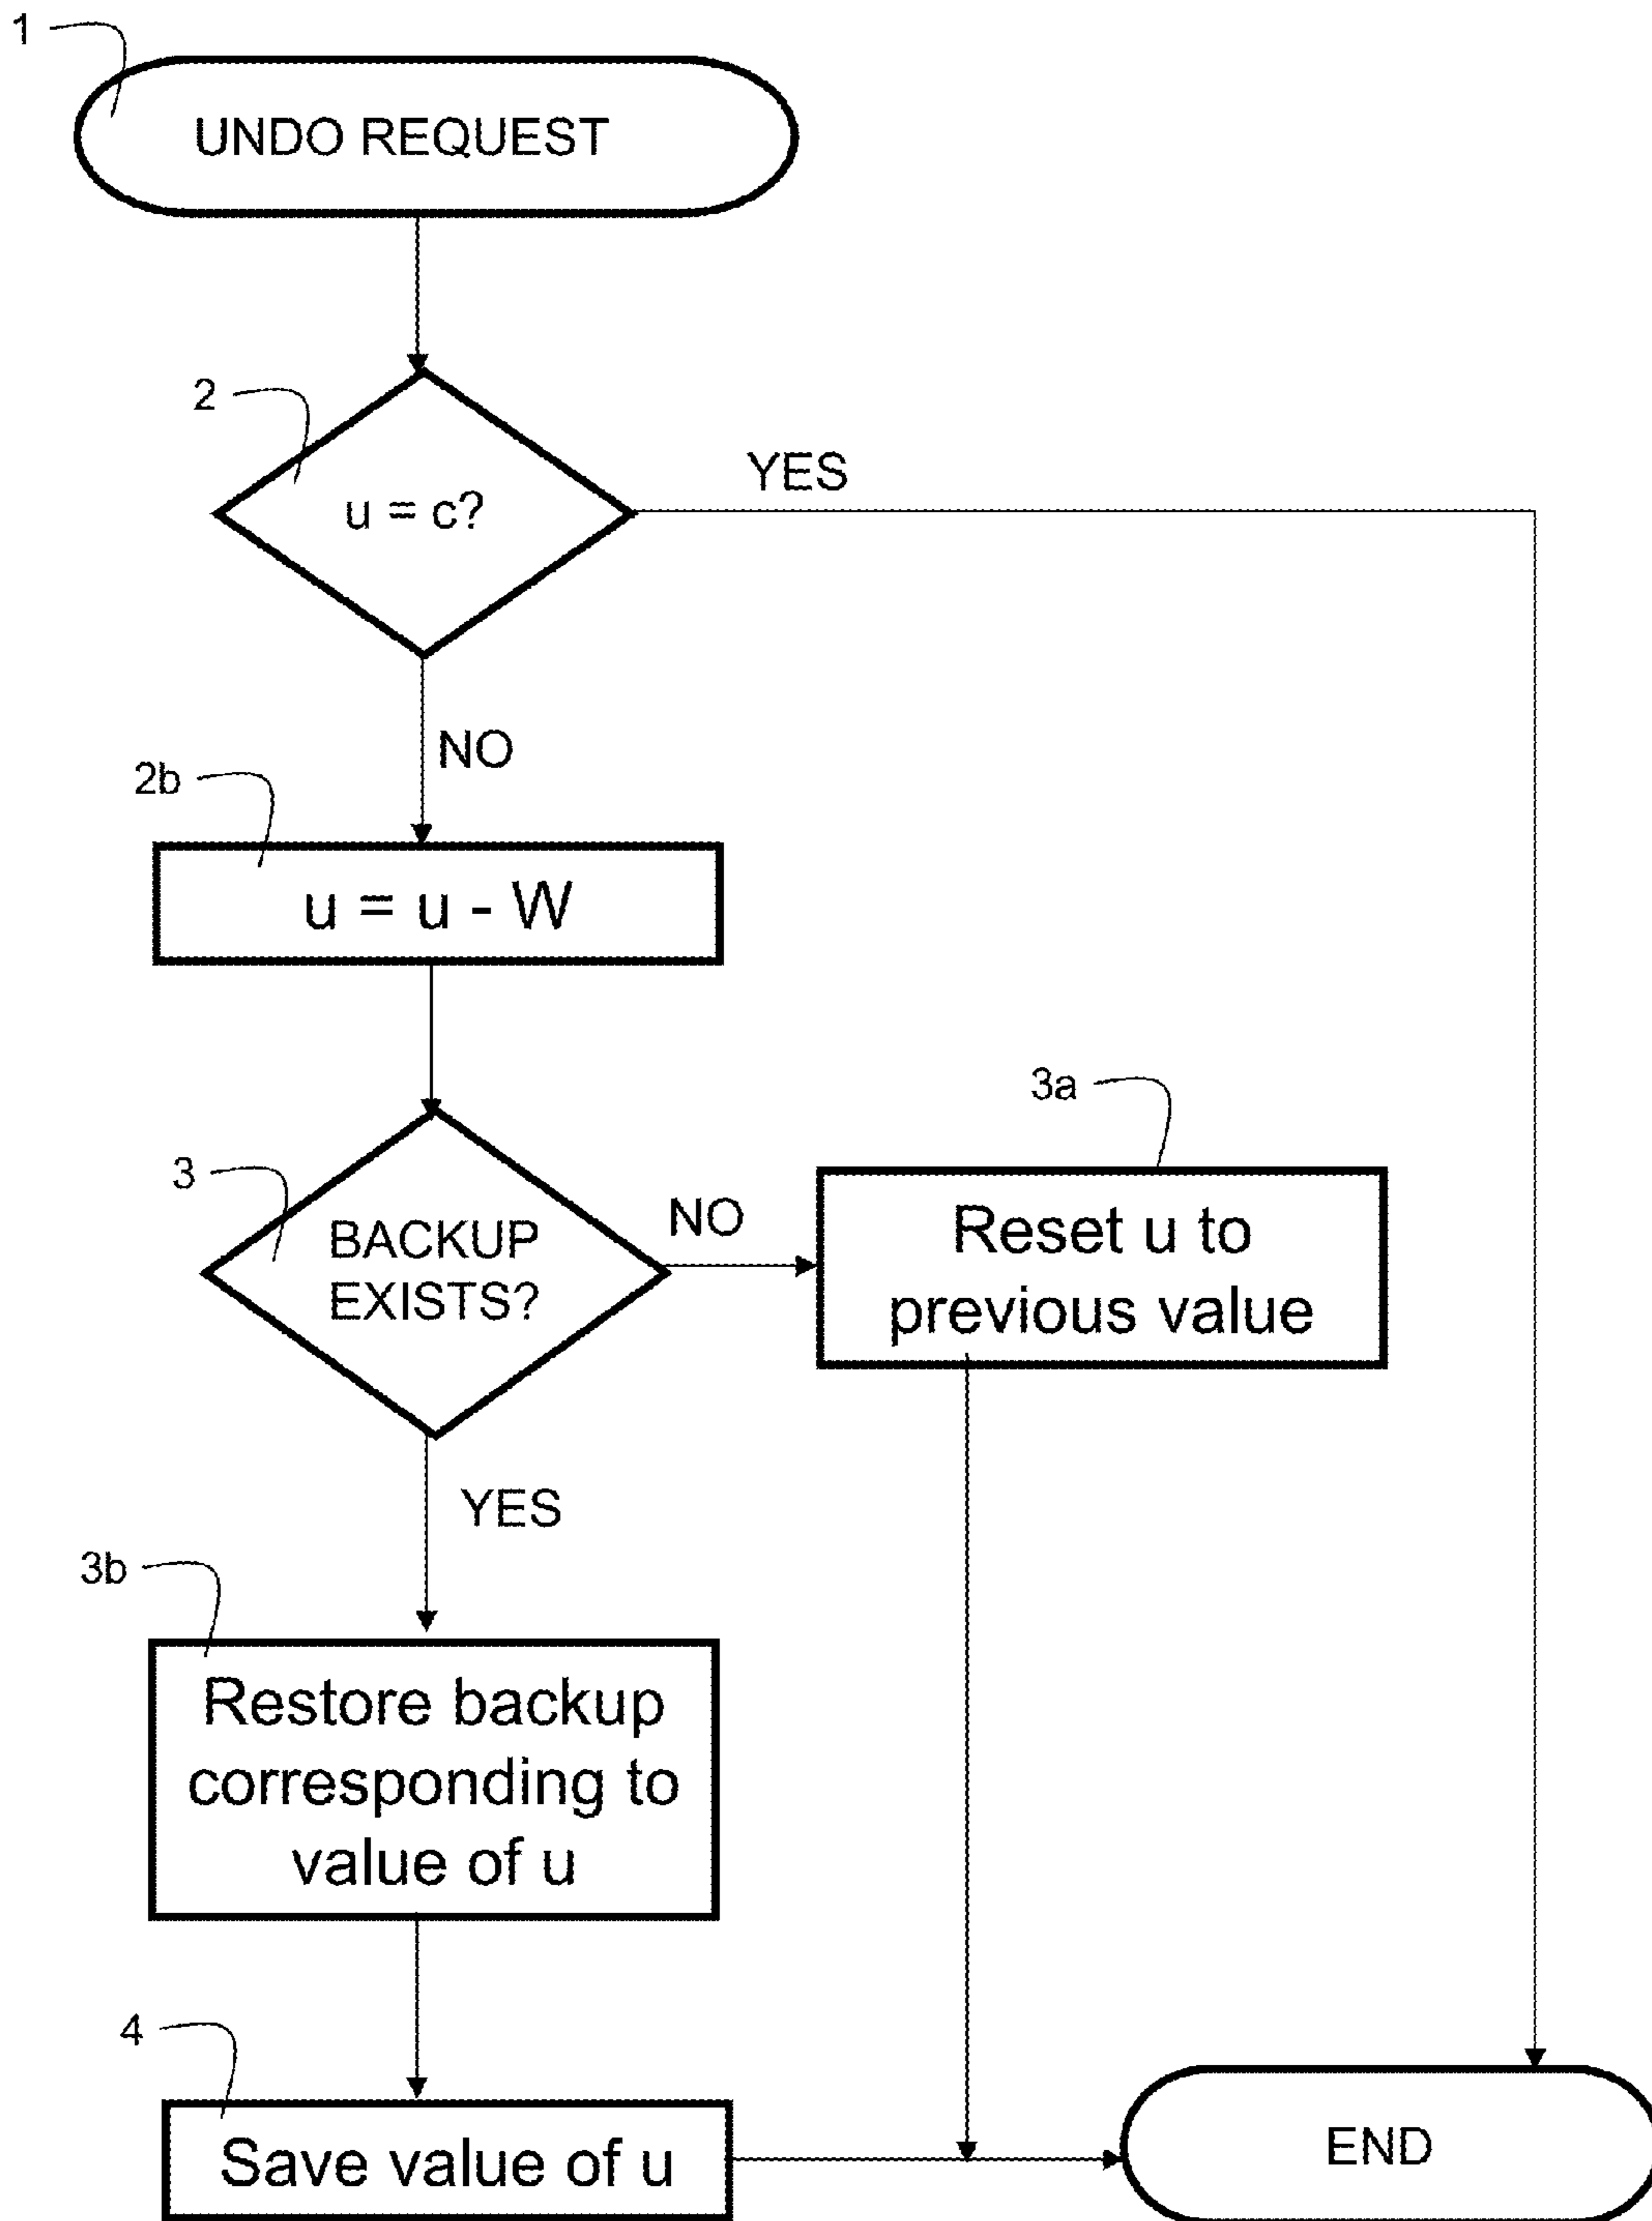 1
UNDO REQUEST
2
u = c?
YES
NO
2b
u = u - W
3a
3
BACKUP
EXISTS?
NO
Reset u to
previous value
YES
3b
Restore backup
corresponding to
value of u
4
Save value of u
END